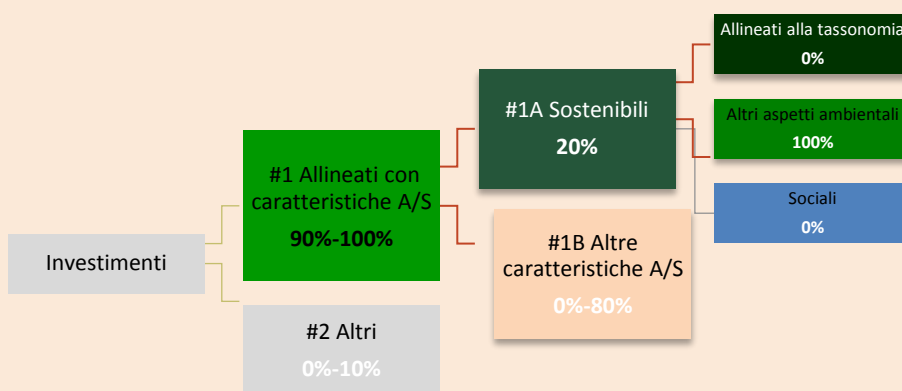 Investimenti
#1 Allineati con
caratteristiche A/S
90%-100%
#2 Altri
0%-10%
#1A Sostenibili
20%
#1B Altre
caratteristiche A/S
0%-80%
Allineati alla tassonomia
0%
Altri aspetti ambientali
100%
Sociali
0%